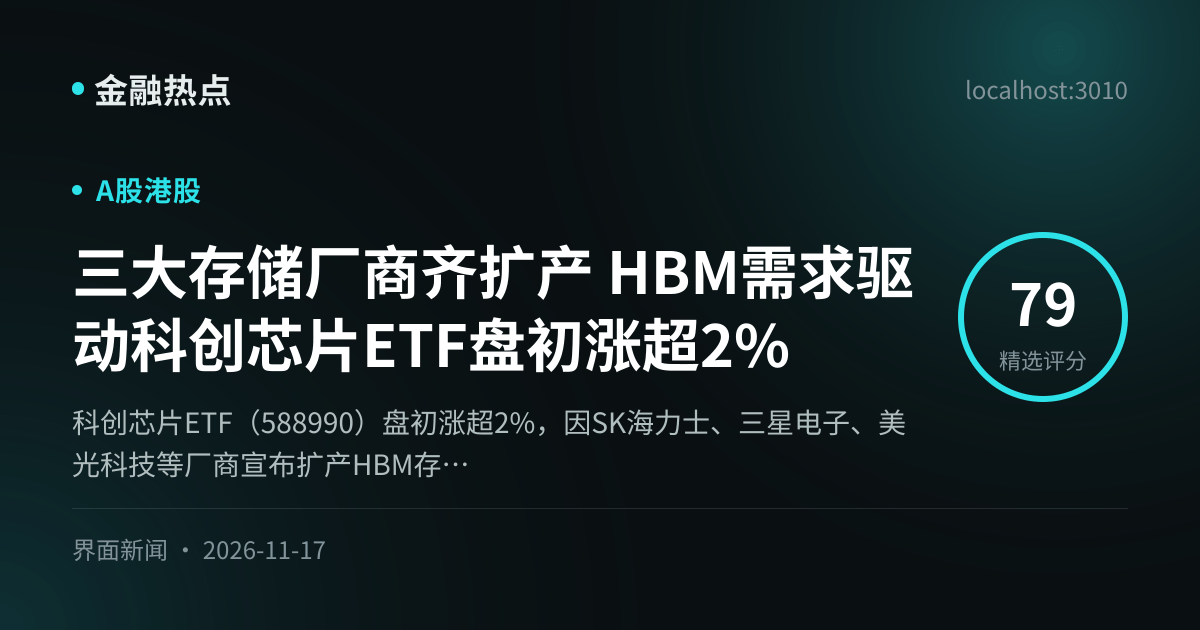 金融热点
localhost:3010
A股港股
三大存储厂商齐扩产 HBM需求驱
动科创芯片ETF盘初涨超2%
79
精选评分
科创芯片ETF（588990）盘初涨超2%，因SK海力士、三星电子、美
光科技等厂商宣布扩产HBM存…
界面新闻 · 2026-11-17